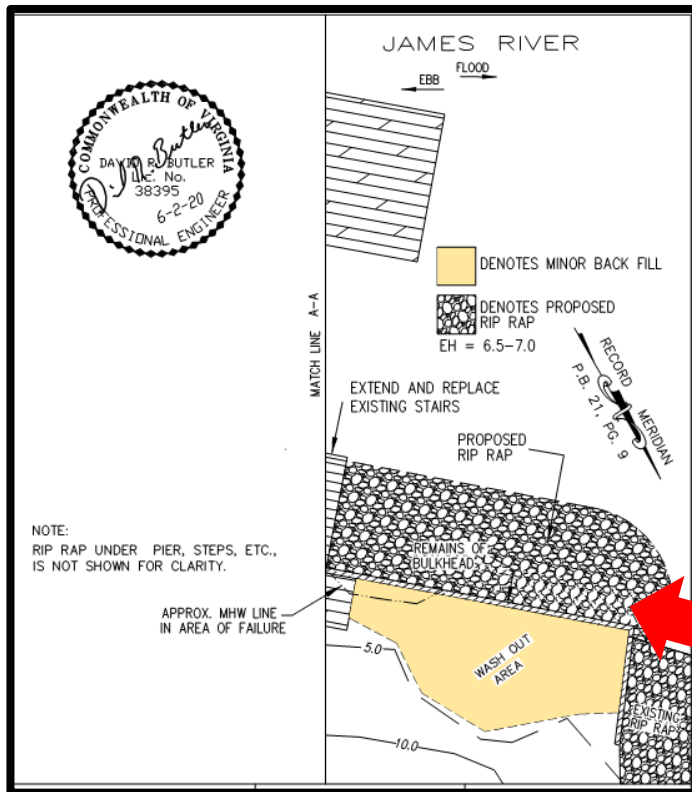 JAMES RIVER
EBB
FLOOD
COMMONWEALTH OF VIRGINIA
DAVID R. BUTLER
LIC. No.
38395
6-2-20
PROFESSIONAL ENGINEER
DENOTES MINOR BACK FILL
DENOTES PROPOSED
RIP RAP
EH = 6.5-7.0
MATCH LINE A-A
RECORD MERIDIAN
P.B. 21, PG. 9
EXTEND AND REPLACE
EXISTING STAIRS
PROPOSED
RIP RAP
NOTE:
RIP RAP UNDER PIER, STEPS, ETC.,
IS NOT SHOWN FOR CLARITY.
REMAINS OF
BULKHEAD
APPROX. MHW LINE
IN AREA OF FAILURE
5.0
WASH OUT
AREA
EXISTING
RIP RAP
10.0